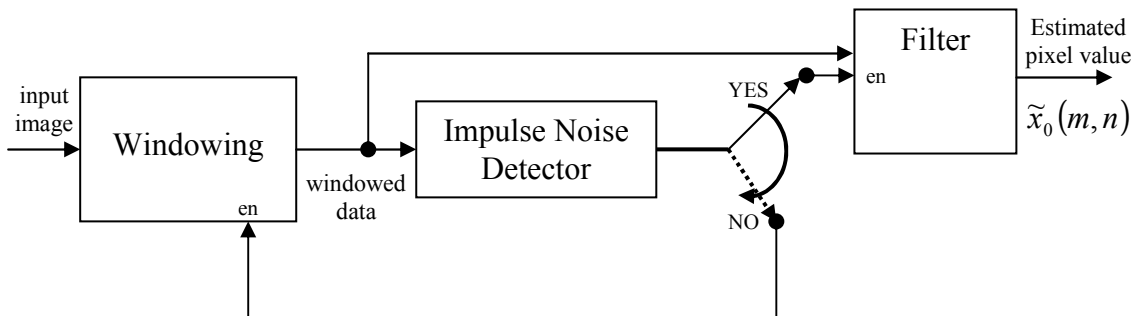 input
image
Windowing
en
windowed
data
Impulse Noise
Detector
YES
NO
Filter
en
Estimated
pixel value
x̃₀(m, n)